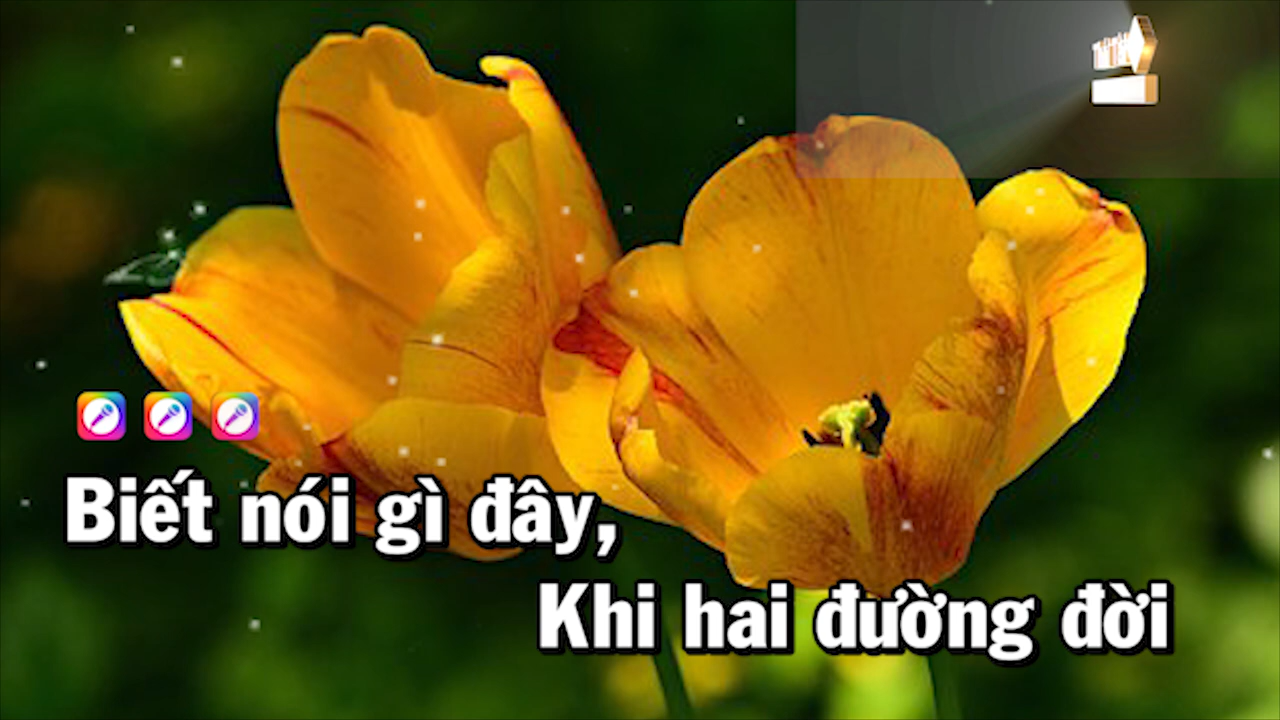 Biết nói gì đây,
Khi hai đường đời